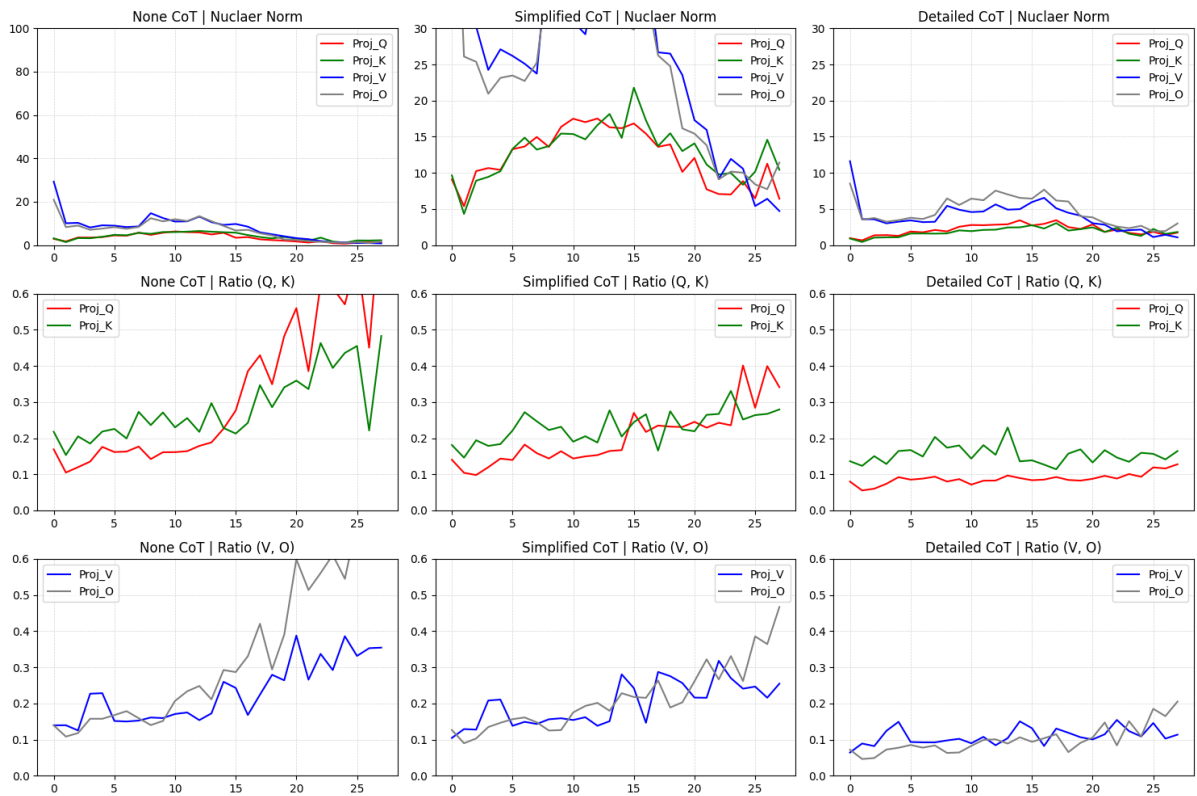 None CoT | Nuclaer Norm
100
80
60
40
20
0
0 5 10 15 20 25
Proj_Q
Proj_K
Proj_V
Proj_O
Simplified CoT | Nuclaer Norm
30
25
20
15
10
5
0
0 5 10 15 20 25
Proj_Q
Proj_K
Proj_V
Proj_O
Detailed CoT | Nuclaer Norm
30
25
20
15
10
5
0
0 5 10 15 20 25
Proj_Q
Proj_K
Proj_V
Proj_O
None CoT | Ratio (Q, K)
0.6
0.5
0.4
0.3
0.2
0.1
0.0
0 5 10 15 20 25
Proj_Q
Proj_K
Simplified CoT | Ratio (Q, K)
0.6
0.5
0.4
0.3
0.2
0.1
0.0
0 5 10 15 20 25
Proj_Q
Proj_K
Detailed CoT | Ratio (Q, K)
0.6
0.5
0.4
0.3
0.2
0.1
0.0
0 5 10 15 20 25
Proj_Q
Proj_K
None CoT | Ratio (V, O)
0.6
0.5
0.4
0.3
0.2
0.1
0.0
0 5 10 15 20 25
Proj_V
Proj_O
Simplified CoT | Ratio (V, O)
0.6
0.5
0.4
0.3
0.2
0.1
0.0
0 5 10 15 20 25
Proj_V
Proj_O
Detailed CoT | Ratio (V, O)
0.6
0.5
0.4
0.3
0.2
0.1
0.0
0 5 10 15 20 25
Proj_V
Proj_O